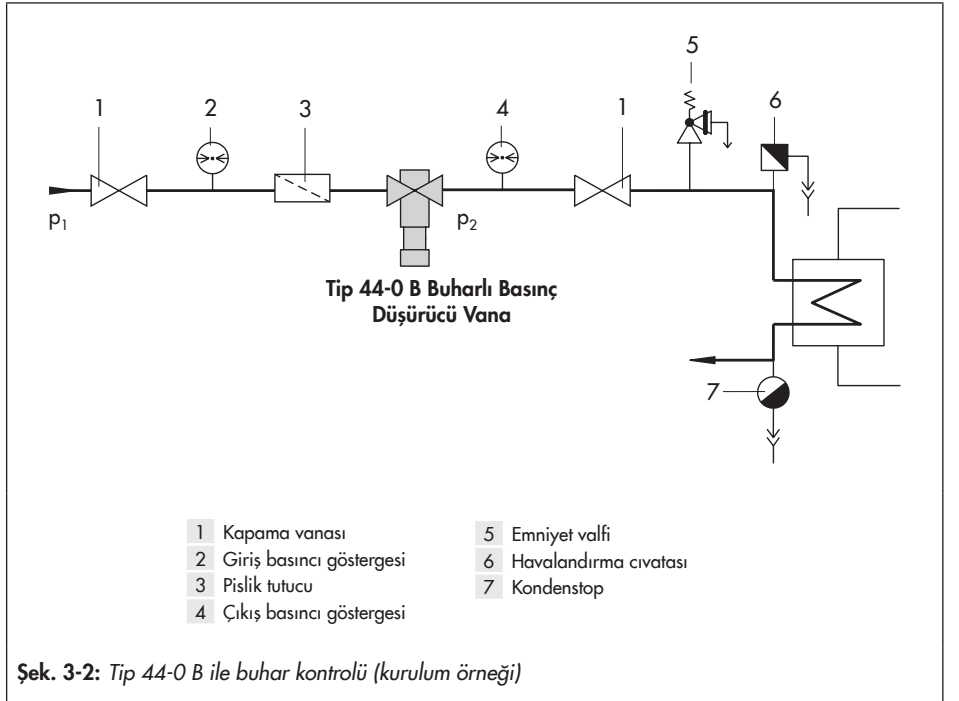 1 2 3 4 1 5 6
p1 p2
Tip 44-0 B Buharlı Basınç
Düşürücü Vana
7
1 Kapama vanası
2 Giriş basıncı göstergesi
3 Pislik tutucu
4 Çıkış basıncı göstergesi
5 Emniyet valfi
6 Havalandırma cıvatası
7 Kondenstop
Şek. 3-2: Tip 44-0 B ile buhar kontrolü (kurulum örneği)